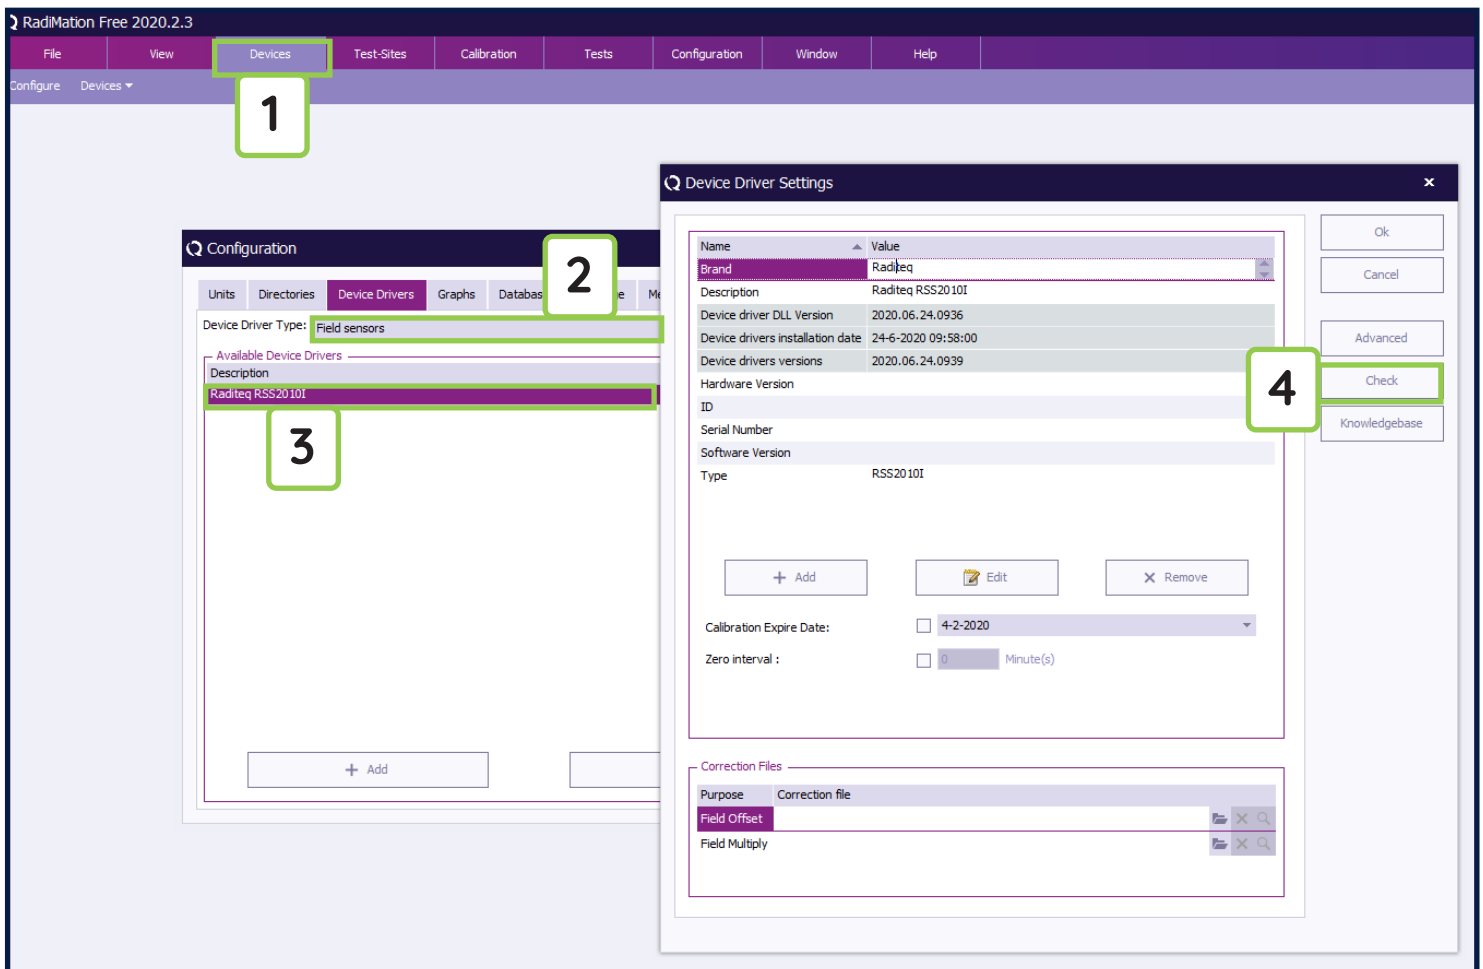 RadiMation Free 2020.2.3
File View Devices Test-Sites Calibration Tests Configuration Window Help
Configure Devices
1
Configuration
2
Units Directories Device Drivers Graphs Databas e Me
Device Driver Type: Field sensors
Available Device Drivers
Description
Raditeq RSS2010I
3
+ Add
Device Driver Settings
Name Value
Brand Raditeq
Description Raditeq RSS2010I
Device driver DLL Version 2020.06.24.0936
Device drivers installation date 24-6-2020 09:58:00
Device drivers versions 2020.06.24.0939
Hardware Version
ID
Serial Number
Software Version
Type RSS2010I
+ Add Edit X Remove
Calibration Expire Date: 4-2-2020
Zero interval : 0 Minute(s)
Correction Files
Purpose Correction file
Field Offset
Field Multiply
Ok
Cancel
Advanced
4
Check
Knowledgebase